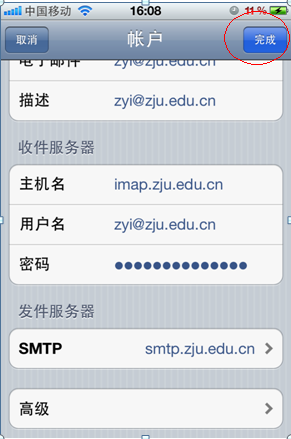 中国移动 16:08 11%
取消 帐户 完成
电子邮件 zyi@zju.edu.cn
描述 zyi@zju.edu.cn
收件服务器
主机名 imap.zju.edu.cn
用户名 zyi@zju.edu.cn
密码 ●●●●●●●●●●●●●●
发件服务器
SMTP smtp.zju.edu.cn
高级